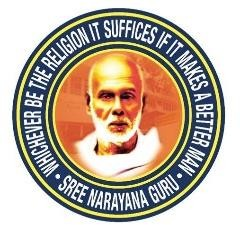 WHICHEVER BE THE RELIGION IT SUFFICES IF IT MAKES A BETTER MAN
SREE NARAYANA GURU